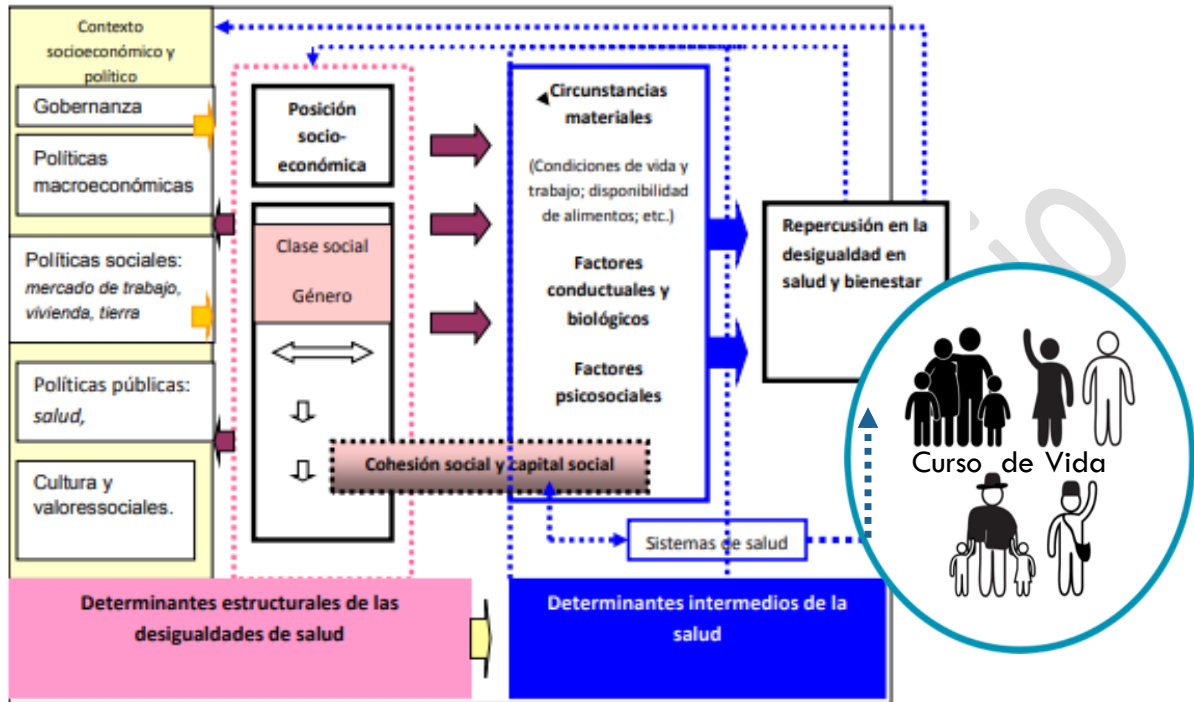 Contexto
socioeconómico y
político
Gobernanza
Políticas
macroeconómicas
Políticas sociales:
mercado de trabajo,
vivienda, tierra
Políticas públicas:
salud,
Cultura y
valoressociales.
Posición
socio-
económica
Clase social
Género
Cohesión social y capital social
Circunstancias
materiales
(Condiciones de vida y
trabajo; disponibilidad
de alimentos; etc.)
Factores
conductuales y
biológicos
Factores
psicosociales
Sistemas de salud
Repercusión en la
desigualdad en
salud y bienestar
Curso de Vida
Determinantes estructurales de las
desigualdades de salud
Determinantes intermedios de la
salud